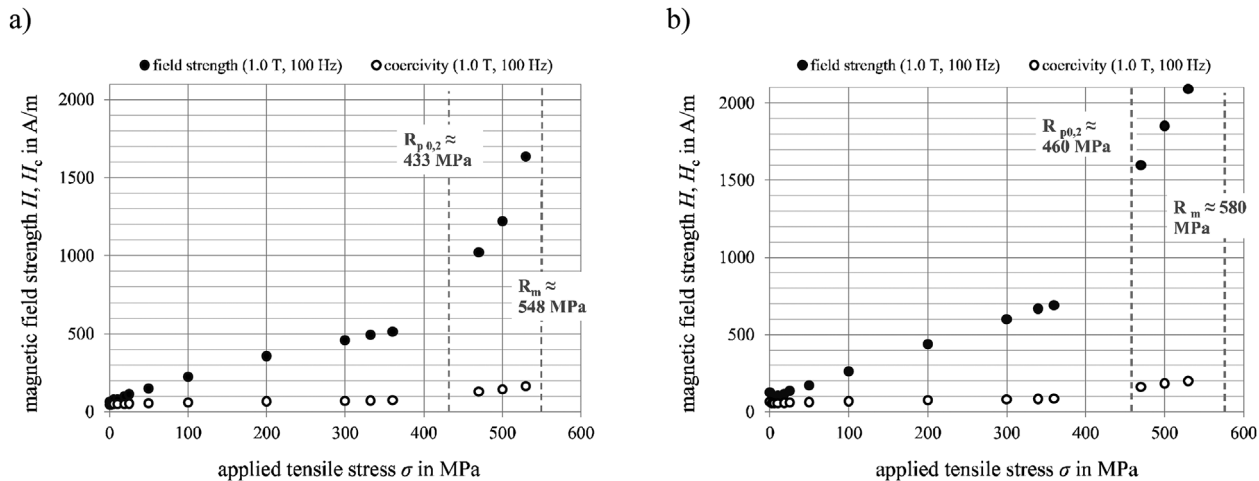 a)
● field strength (1.0 T, 100 Hz) ○ coercivity (1.0 T, 100 Hz)
magnetic field strength H, Hc in A/m
2000
1500
1000
500
0
Rp 0,2 ≈
433 MPa
Rm ≈
548 MPa
0 100 200 300 400 500 600
applied tensile stress σ in MPa
b)
● field strength (1.0 T, 100 Hz) ○ coercivity (1.0 T, 100 Hz)
magnetic field strength H, Hc in A/m
2000
1500
1000
500
0
Rp0,2 ≈
460 MPa
R m ≈ 580
MPa
0 100 200 300 400 500 600
applied tensile stress σ in MPa